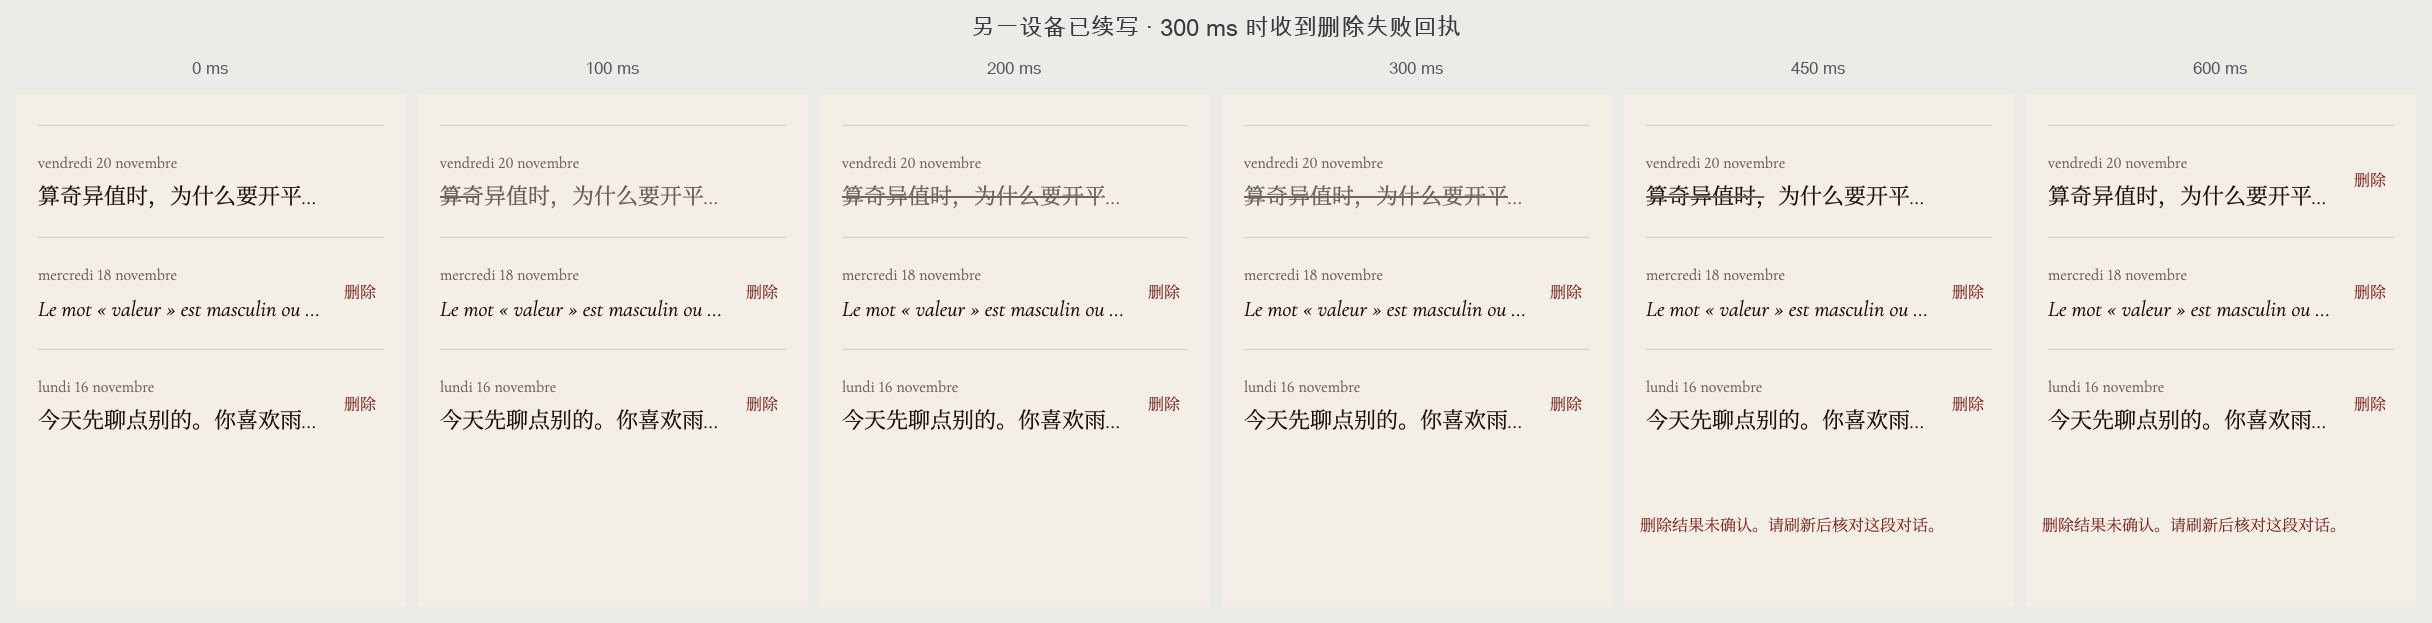 另一设备已续写 · 300 ms 时收到删除失败回执
0 ms
vendredi 20 novembre
算奇异值时，为什么要开平...
mercredi 18 novembre
删除
Le mot « valeur » est masculin ou ...
lundi 16 novembre
删除
今天先聊点别的。你喜欢雨...
100 ms
vendredi 20 novembre
算奇异值时，为什么要开平...
mercredi 18 novembre
删除
Le mot « valeur » est masculin ou ...
lundi 16 novembre
删除
今天先聊点别的。你喜欢雨...
200 ms
vendredi 20 novembre
算奇异值时，为什么要开平...
mercredi 18 novembre
删除
Le mot « valeur » est masculin ou ...
lundi 16 novembre
删除
今天先聊点别的。你喜欢雨...
300 ms
vendredi 20 novembre
算奇异值时，为什么要开平...
mercredi 18 novembre
删除
Le mot « valeur » est masculin ou ...
lundi 16 novembre
删除
今天先聊点别的。你喜欢雨...
450 ms
vendredi 20 novembre
算奇异值时，为什么要开平...
mercredi 18 novembre
删除
Le mot « valeur » est masculin ou ...
lundi 16 novembre
删除
今天先聊点别的。你喜欢雨...
删除结果未确认。请刷新后核对这段对话。
600 ms
vendredi 20 novembre
删除
算奇异值时，为什么要开平...
mercredi 18 novembre
删除
Le mot « valeur » est masculin ou ...
lundi 16 novembre
删除
今天先聊点别的。你喜欢雨...
删除结果未确认。请刷新后核对这段对话。